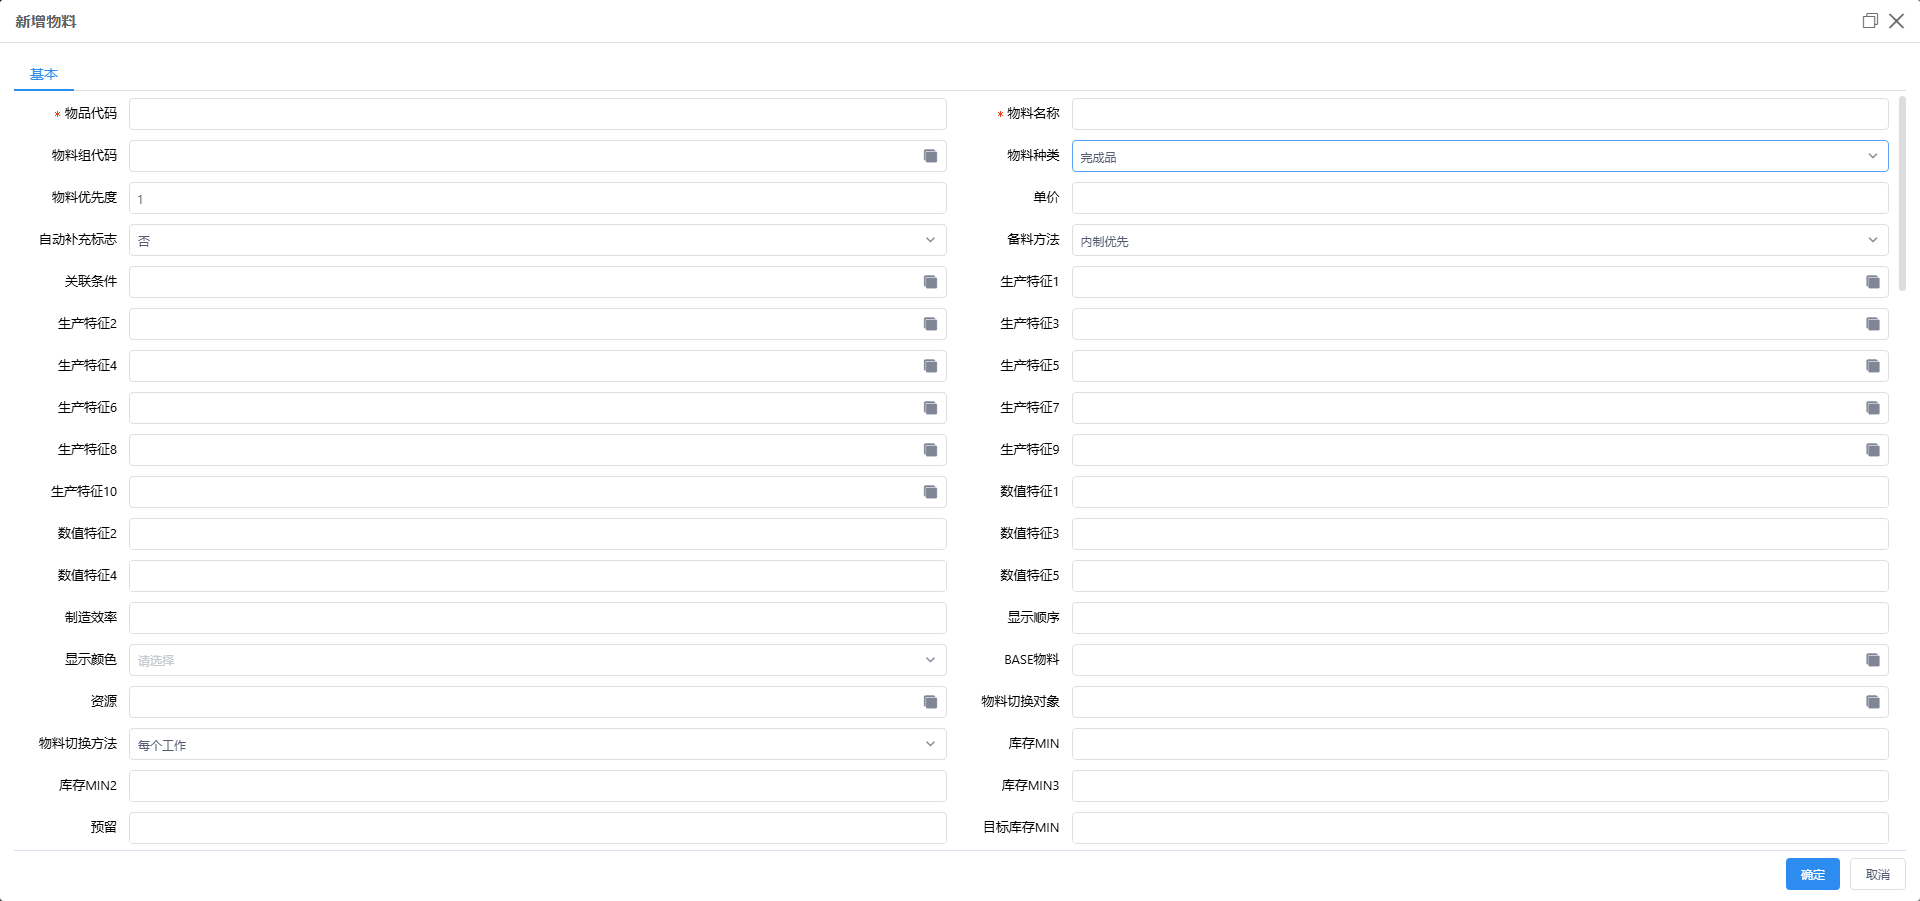 新增物料
基本
* 物品代码
* 物料名称
物料组代码
物料种类 完成品
物料优先度 1
单价
自动补充标志 否
备料方法 内制优先
关联条件
生产特征1
生产特征2
生产特征3
生产特征4
生产特征5
生产特征6
生产特征7
生产特征8
生产特征9
生产特征10
数值特征1
数值特征2
数值特征3
数值特征4
数值特征5
制造效率
显示顺序
显示颜色 请选择
BASE物料
资源
物料切换对象
物料切换方法 每个工作
库存MIN
库存MIN2
库存MIN3
预留
目标库存MIN
确定
取消